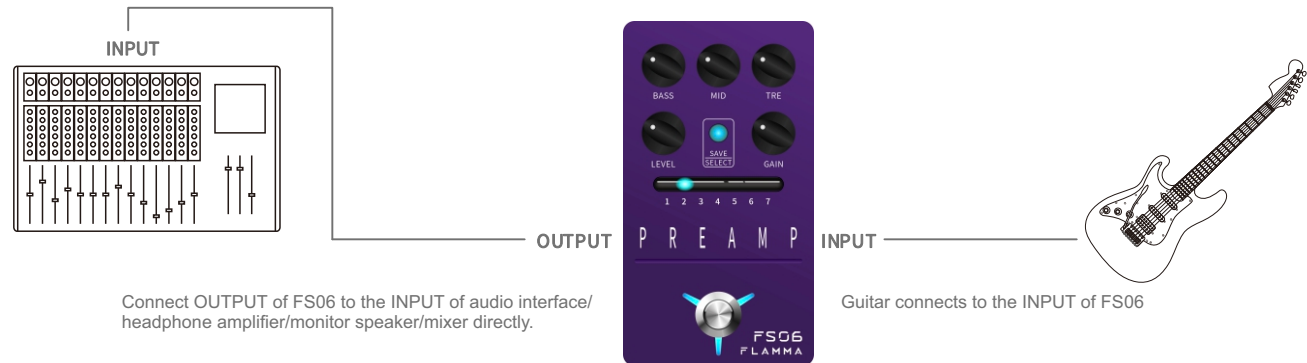 INPUT
BASS MID TRE
LEVEL SAVE SELECT GAIN
1 2 3 4 5 6 7
OUTPUT PREAMP INPUT
Connect OUTPUT of FS06 to the INPUT of audio interface/
headphone amplifier/monitor speaker/mixer directly.
Guitar connects to the INPUT of FS06
FS06
FLAMMA